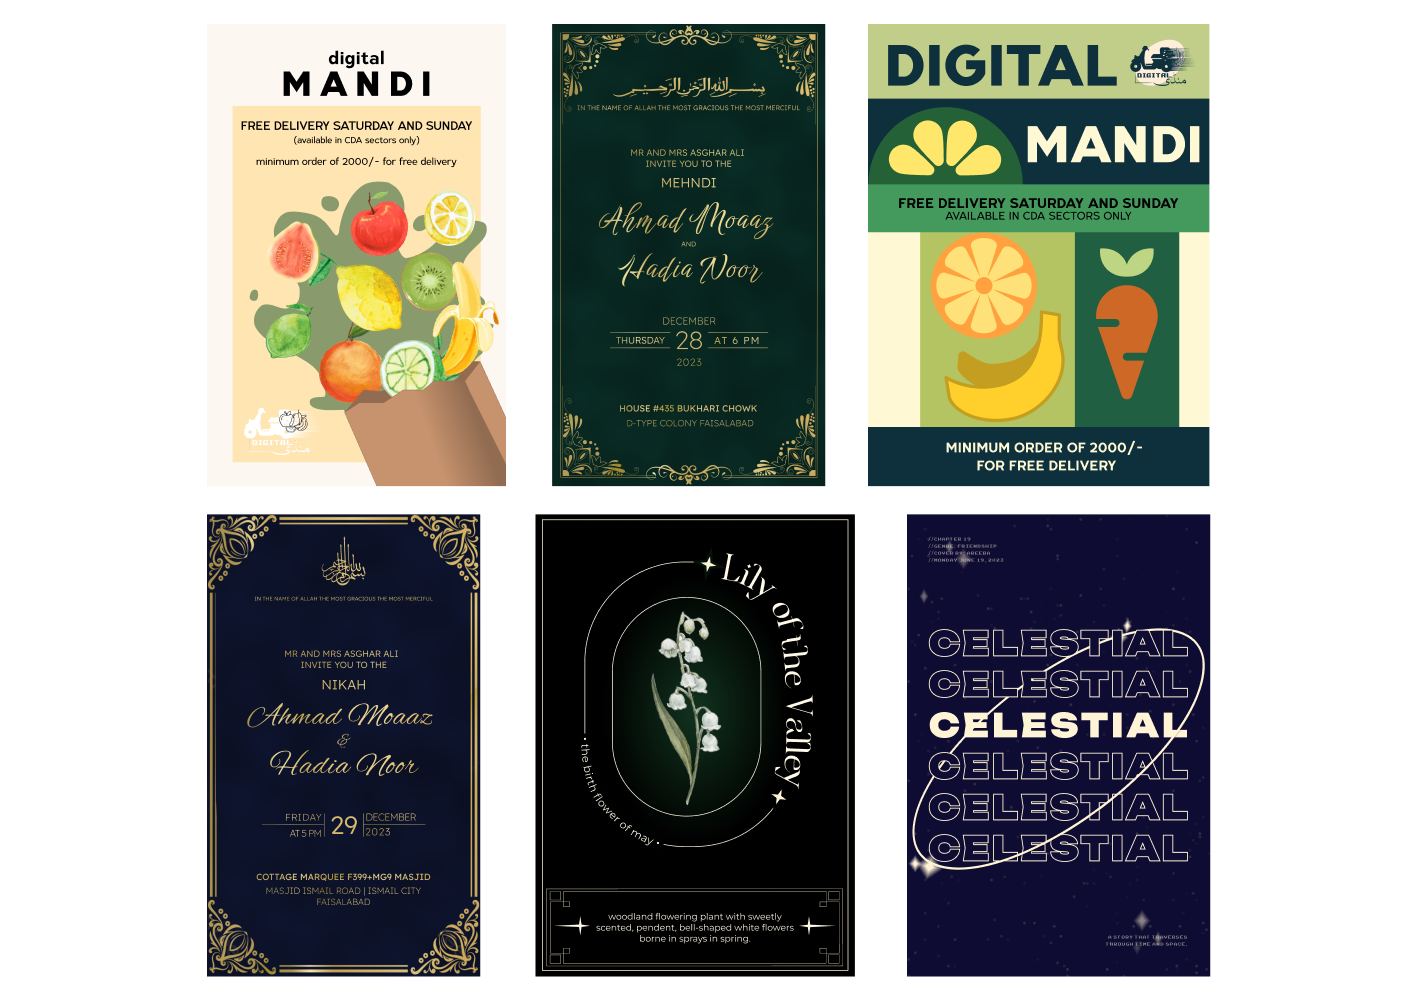 digital
MANDI
FREE DELIVERY SATURDAY AND SUNDAY
(available in CDA sectors only)
minimum order of 2000/- for free delivery
DIGITAL
مندی
بسم الله الرحمن الرحيم
IN THE NAME OF ALLAH THE MOST GRACIOUS THE MOST MERCIFUL
MR AND MRS ASGHAR ALI
INVITE YOU TO THE
MEHNDI
Ahmad Moaaz
AND
Hadia Noor
DECEMBER
THURSDAY 28 AT 6 PM
2023
HOUSE #435 BUKHARI CHOWK
D-TYPE COLONY FAISALABAD
DIGITAL
DIGITAL
مندی
MANDI
FREE DELIVERY SATURDAY AND SUNDAY
AVAILABLE IN CDA SECTORS ONLY
MINIMUM ORDER OF 2000/-
FOR FREE DELIVERY
بسم الله الرحمن الرحيم
IN THE NAME OF ALLAH THE MOST GRACIOUS THE MOST MERCIFUL
MR AND MRS ASGHAR ALI
INVITE YOU TO THE
NIKAH
Ahmad Moaaz
&
Hadia Noor
FRIDAY 29 DECEMBER
AT 5 PM 2023
COTTAGE MARQUEE F399+MG9 MASJID
MASJID ISMAIL ROAD | ISMAIL CITY
FAISALABAD
Lily of the Valley
• the birth flower of may •
woodland flowering plant with sweetly
scented, pendent, bell-shaped white flowers
borne in sprays in spring.
//CHAPTER 19
//GENRE: FRIENDSHIP
//COVER BY: AREEBA
//MONDAY JUNE 19, 2023
CELESTIAL
CELESTIAL
CELESTIAL
CELESTIAL
CELESTIAL
CELESTIAL
A STORY THAT TRAVERSES
THROUGH TIME AND SPACE.